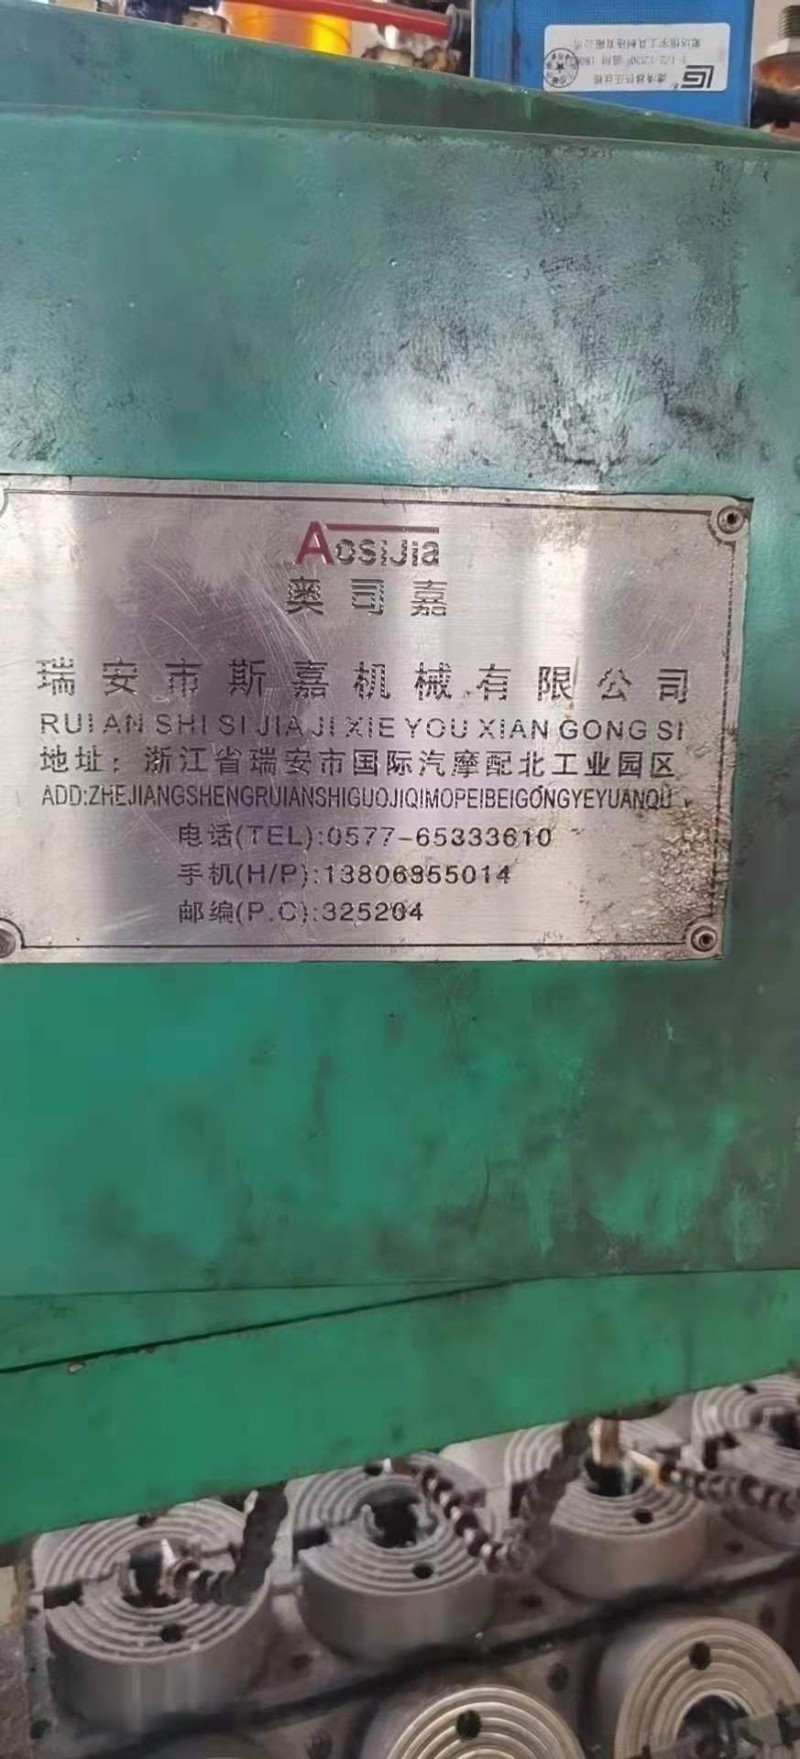 Aosijia
奥司嘉
瑞安市斯嘉机械有限公司
RUI AN SHI SI JIA JI XIE YOU XIAN GONG SI
地址：浙江省瑞安市国际汽摩配北工业园区
ADD:ZHEJIANGSHENGRUIANSHIGUOJIQIMOPEIBEIGONGYEYUANQU
电话(TEL):0577-65333610
手机(H/P):13806855014
邮编(P.C):325204